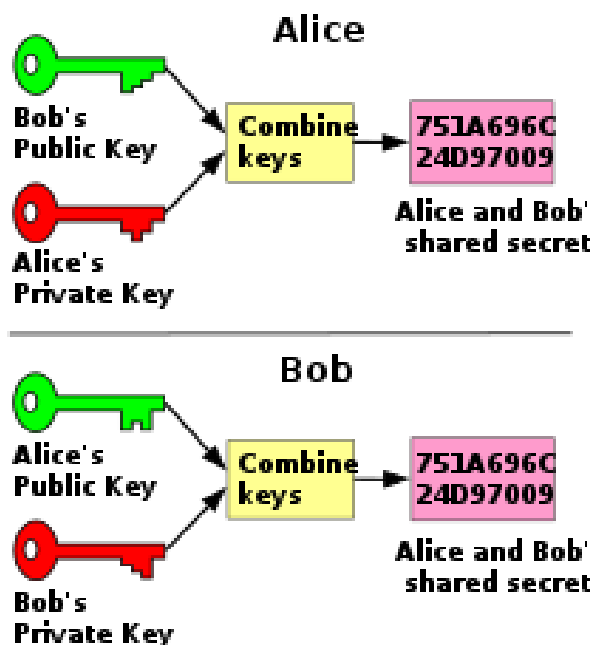 Alice
Bob's
Public Key
Combine
keys
751A696C
24D97009
Alice and Bob'
shared secret
Alice's
Private Key
Bob
Alice's
Public Key
Combine
keys
751A696C
24D97009
Alice and Bob'
shared secret
Bob's
Private Key